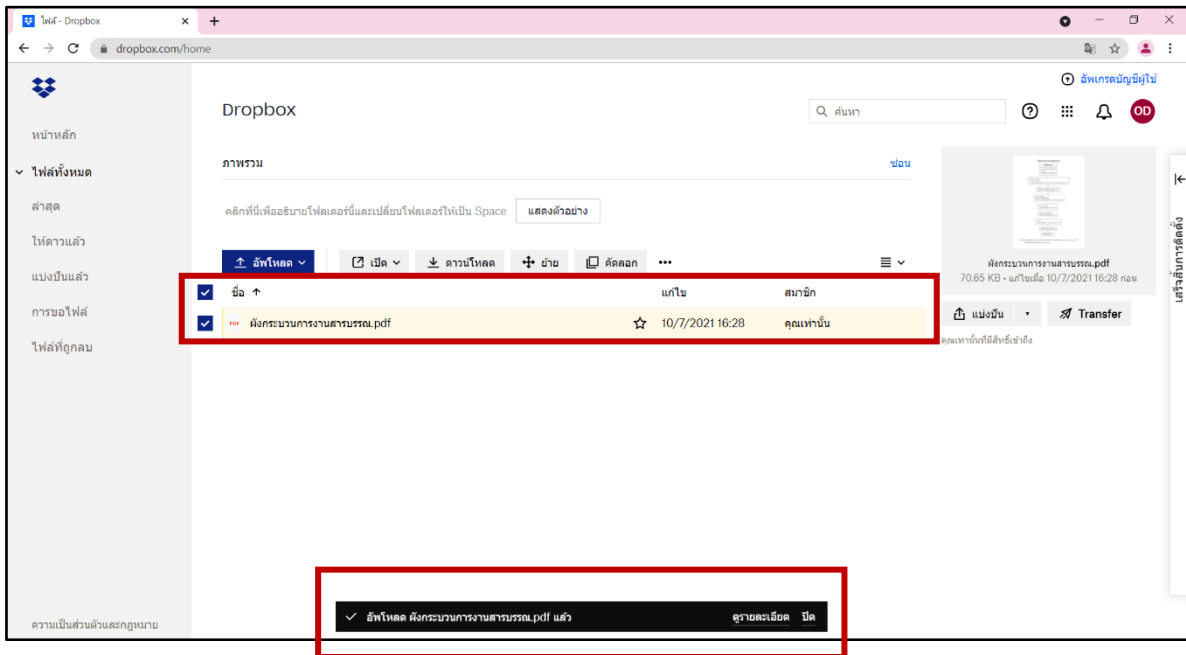 ไฟล์ - Dropbox
dropbox.com/home
อัพเกรดบัญชีผู้ใช้
Dropbox
ค้นหา
OD
หน้าหลัก
ไฟล์ทั้งหมด
ล่าสุด
ให้ดาวแล้ว
แบ่งปันแล้ว
การขอไฟล์
ไฟล์ที่ถูกลบ
ความเป็นส่วนตัวและกฎหมาย
ภาพรวม ซ่อน
คลิกที่นี่เพื่ออธิบายโฟลเดอร์นี้และเปลี่ยนโฟลเดอร์ให้เป็น Space แสดงตัวอย่าง
อัพโหลด เปิด ดาวน์โหลด ย้าย คัดลอก
ชื่อ แก้ไข สมาชิก
PDF ผังกระบวนการงานสารบรรณ.pdf 10/7/2021 16:28 คุณเท่านั้น
ผังกระบวนการงานสารบรรณ.pdf
70.65 KB • แก้ไขเมื่อ 10/7/2021 16:28 ก่อน
แบ่งปัน Transfer
คุณเท่านั้นที่มีสิทธิ์เข้าถึง
เสร็จสิ้นการติดตั้ง
อัพโหลด ผังกระบวนการงานสารบรรณ.pdf แล้ว ดูรายละเอียด ปิด